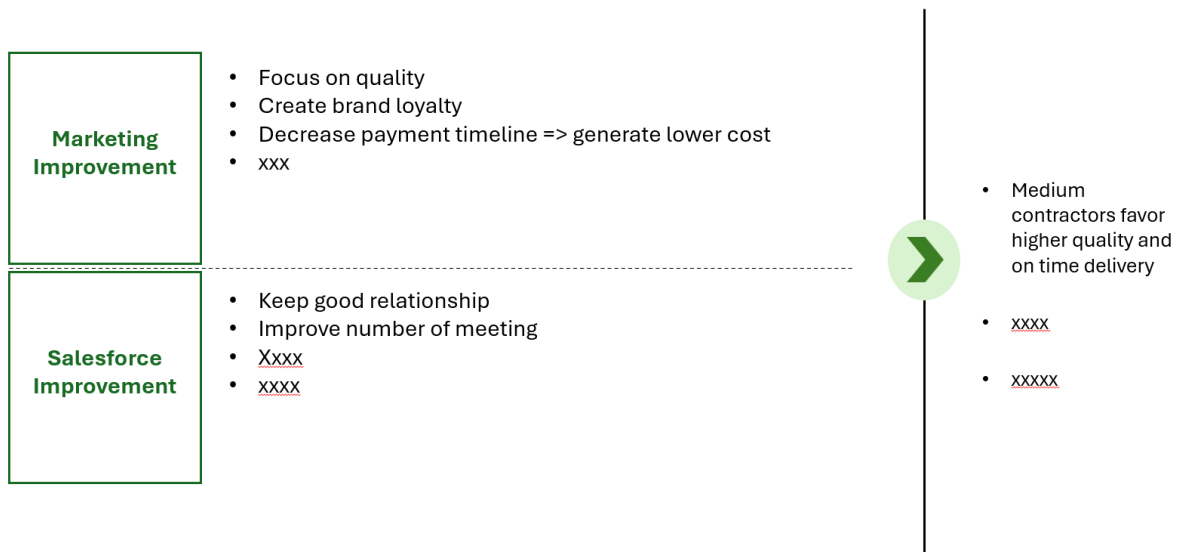 Marketing
Improvement
• Focus on quality
• Create brand loyalty
• Decrease payment timeline => generate lower cost
• xxx
Salesforce
Improvement
• Keep good relationship
• Improve number of meeting
• Xxxx
• xxxx
• Medium
contractors favor
higher quality and
on time delivery
• xxxx
• xxxxx